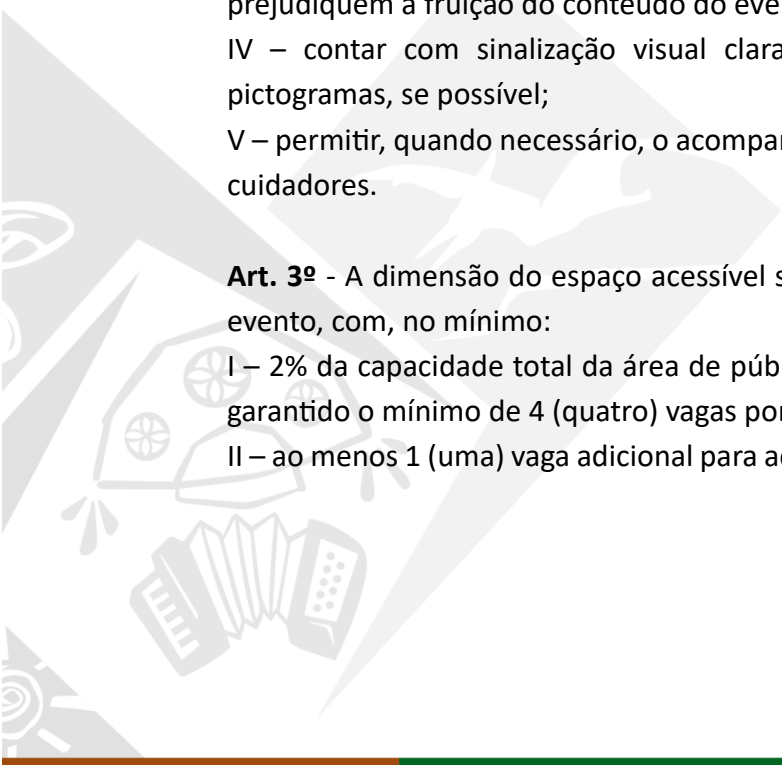 prejudiquem a fruição do conteúdo do eve
IV – contar com sinalização visual clara
pictogramas, se possível;
V – permitir, quando necessário, o acompa
cuidadores.
Art. 3º - A dimensão do espaço acessível s
evento, com, no mínimo:
I – 2% da capacidade total da área de púb
garantido o mínimo de 4 (quatro) vagas por
II – ao menos 1 (uma) vaga adicional para a